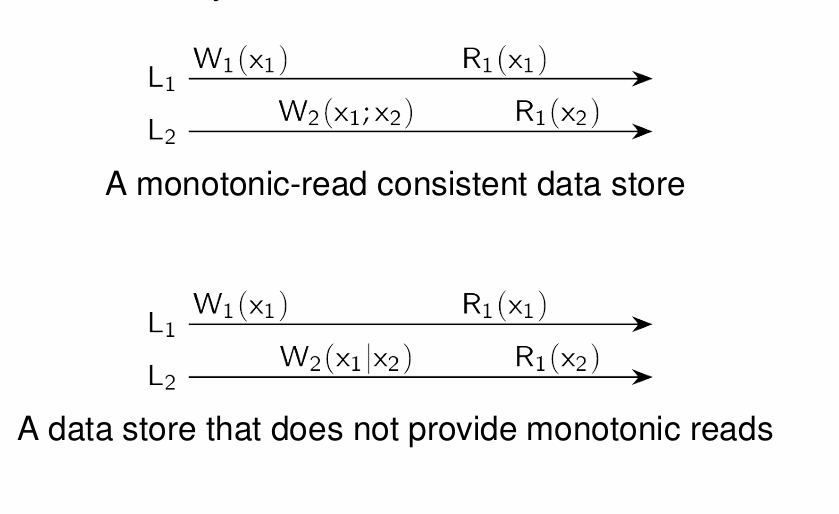 W₁(x₁) R₁(x₁)
L₁
W₂(x₁;x₂) R₁(x₂)
L₂
A monotonic-read consistent data store
W₁(x₁) R₁(x₁)
L₁
W₂(x₁|x₂) R₁(x₂)
L₂
A data store that does not provide monotonic reads